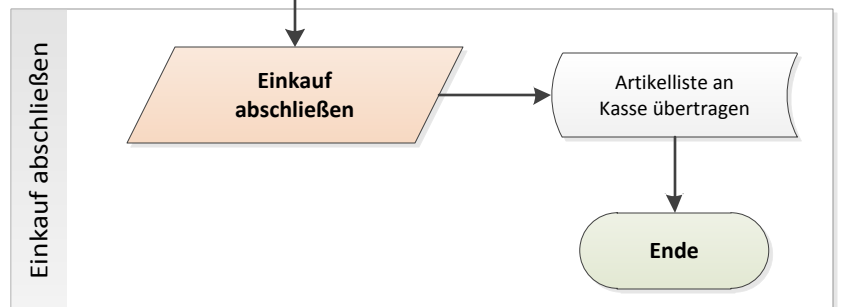 Einkauf abschließen
Einkauf
abschließen
Artikelliste an
Kasse übertragen
Ende